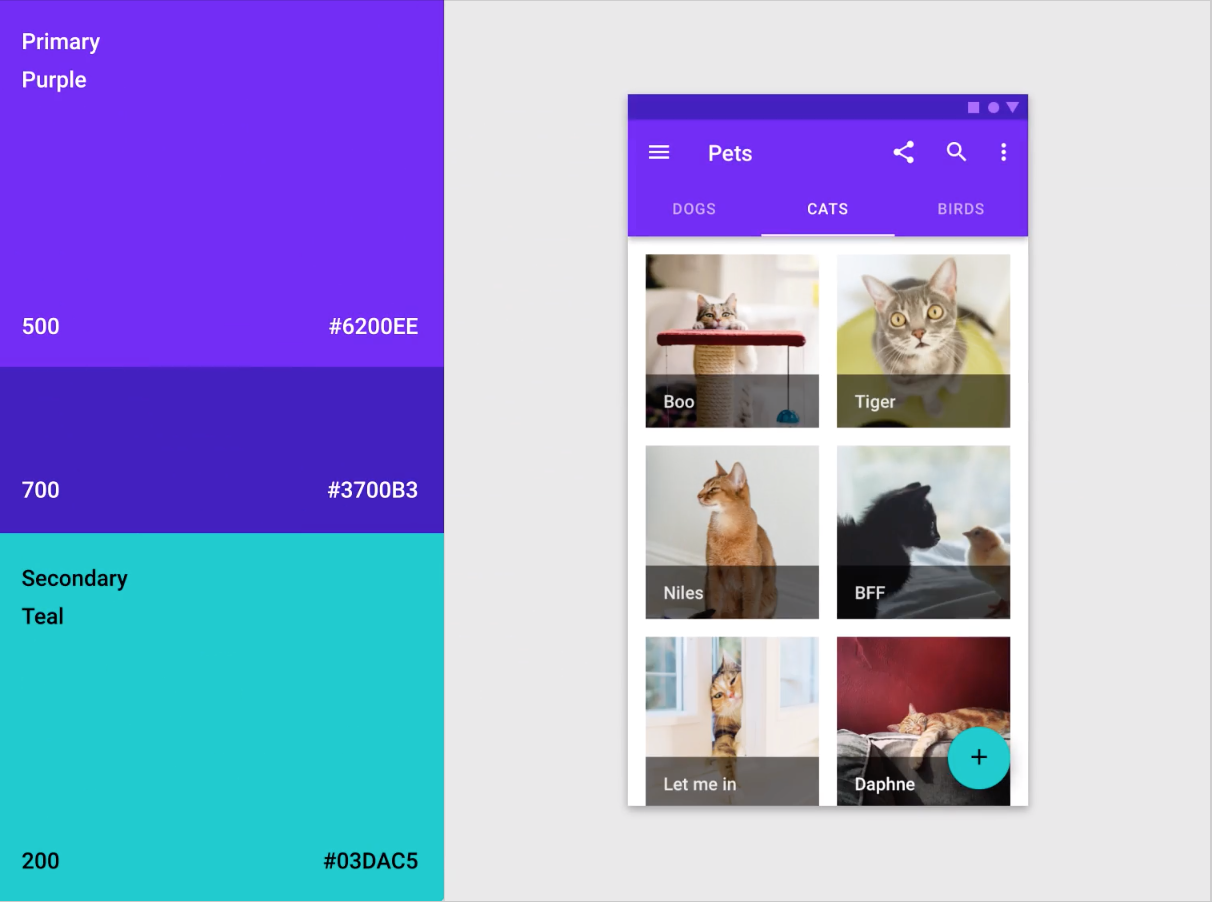 Primary
Purple
500 #6200EE
700 #3700B3
Secondary
Teal
200 #03DAC5
Pets
DOGS CATS BIRDS
Boo Tiger
Niles BFF
Let me in Daphne